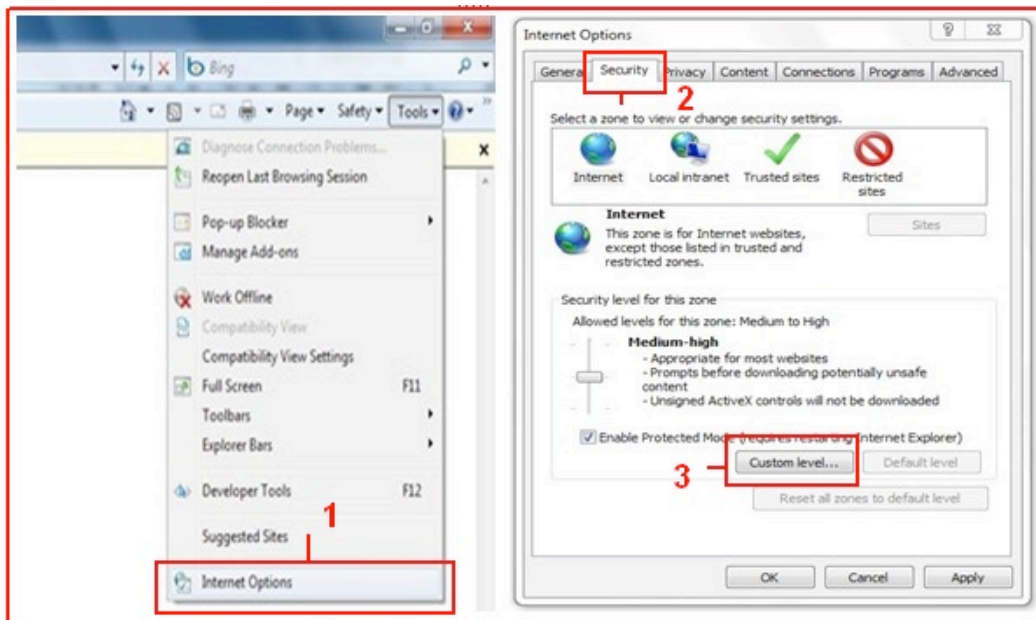 Bing
Page Safety Tools
Diagnose Connection Problems...
Reopen Last Browsing Session
Pop-up Blocker
Manage Add-ons
Work Offline
Compatibility View
Compatibility View Settings
Full Screen F11
Toolbars
Explorer Bars
Developer Tools F12
1
Suggested Sites
Internet Options
Internet Options
General Security Privacy Content Connections Programs Advanced
2
Select a zone to view or change security settings.
Internet Local intranet Trusted sites Restricted
sites
Internet
Sites
This zone is for Internet websites,
except those listed in trusted and
restricted zones.
Security level for this zone
Allowed levels for this zone: Medium to High
Medium-high
- Appropriate for most websites
- Prompts before downloading potentially unsafe
content
- Unsigned ActiveX controls will not be downloaded
Enable Protected Mode (requires restarting Internet Explorer)
3
Custom level... Default level
Reset all zones to default level
OK Cancel Apply